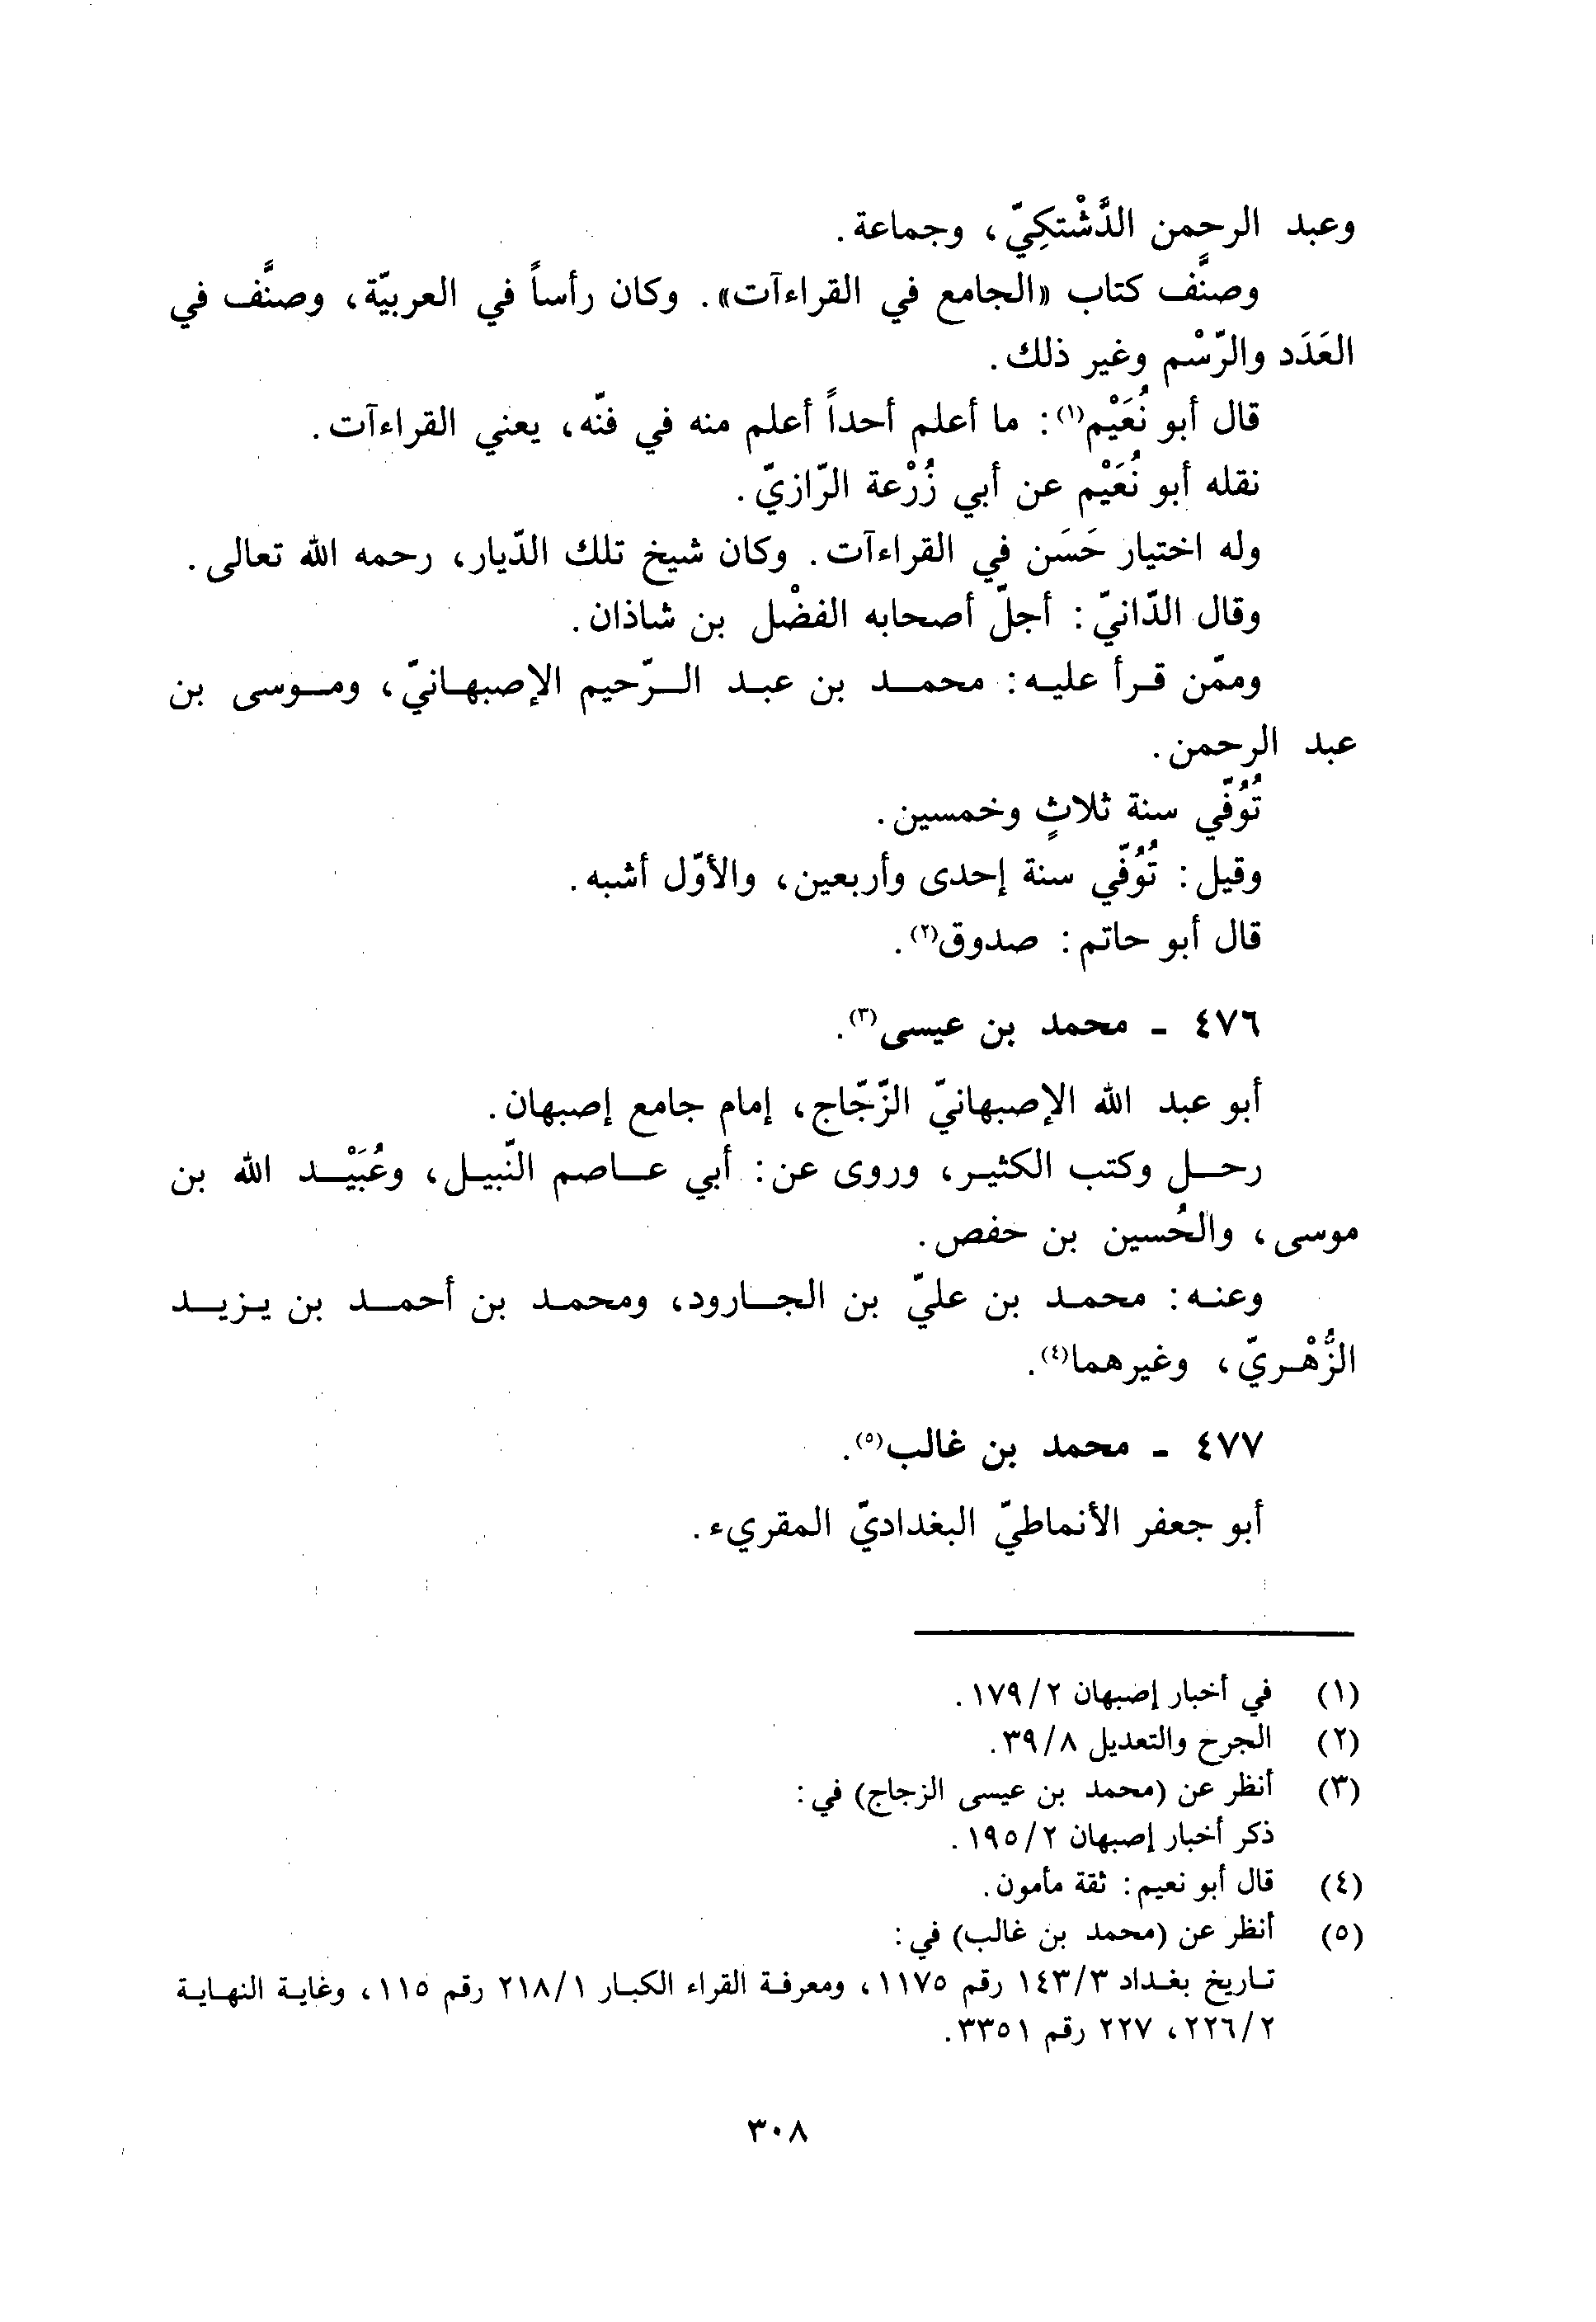 وعبد الرحمن الدَّشْتكِيّ، وجماعة.
وصنَّف كتاب «الجامع في القراءآت». وكان رأساً في العربيّة، وصنَّف في
العَدَد والرّسْم وغير ذلك.
قال أبو نُعَيْم(١): ما أعلم أحداً أعلم منه في فنّه، يعني القراءآت.
نقله أبو نُعَيْم عن أبي زُرْعة الرّازيّ.
وله اختيار حَسَن في القراءآت. وكان شيخ تلك الدّيار، رحمه الله تعالى.
وقال الدّانيّ: أجلّ أصحابه الفضْل بن شاذان.
وممّن قرأ عليه: محمد بن عبد الرّحيم الإصبهانيّ، وموسى بن
عبد الرحمن.
تُوُفّي سنة ثلاثٍ وخمسين.
وقيل: تُوُفّي سنة إحدى وأربعين، والأوّل أشبه.
قال أبو حاتم: صدوق(٢).
٤٧٦ - محمد بن عيسى(٣).
أبو عبد الله الإصبهانيّ الزّجّاج، إمام جامع إصبهان.
رحل وكتب الكثير، وروى عن: أبي عاصم النّبيل، وعُبَيْد الله بن
موسى، والحُسين بن حفص.
وعنه: محمد بن عليّ بن الجارود، ومحمد بن أحمد بن يزيد
الزُّهْريّ، وغيرهما(٤).
٤٧٧ - محمد بن غالب(٥).
أبو جعفر الأنماطيّ البغداديّ المقريء.
(١) في أخبار إصبهان ١٧٩/٢.
(٢) الجرح والتعديل ٣٩/٨.
(٣) أنظر عن (محمد بن عيسى الزجاج) في:
ذكر أخبار إصبهان ١٩٥/٢.
(٤) قال أبو نعيم: ثقة مأمون.
(٥) أنظر عن (محمد بن غالب) في:
تاريخ بغداد ١٤٣/٣ رقم ١١٧٥، ومعرفة القراء الكبار ٢١٨/١ رقم ١١٥، وغاية النهاية
٢٢٦/٢، ٢٢٧ رقم ٣٣٥١.
٣٠٨